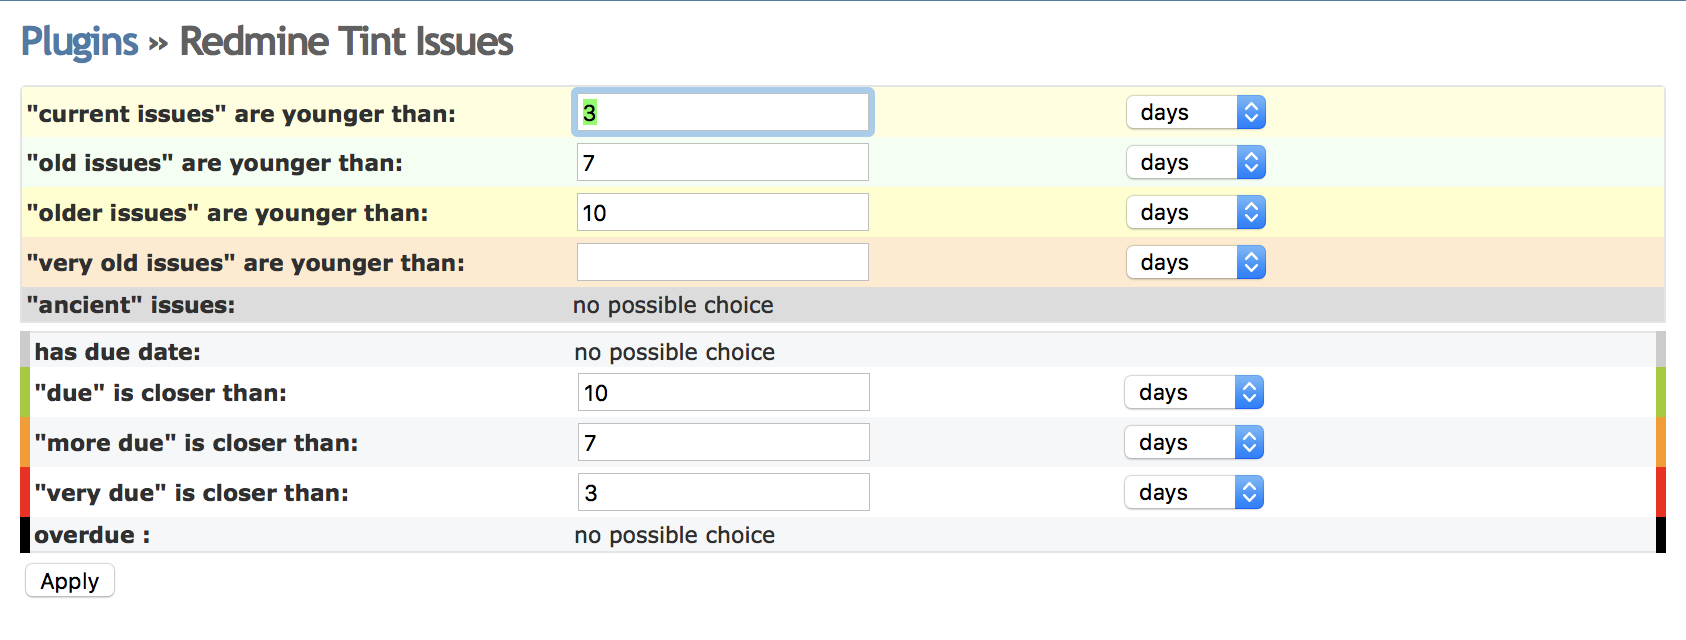 Plugins » Redmine Tint Issues
"current issues" are younger than: 3 days
"old issues" are younger than: 7 days
"older issues" are younger than: 10 days
"very old issues" are younger than: days
"ancient" issues: no possible choice
has due date: no possible choice
"due" is closer than: 10 days
"more due" is closer than: 7 days
"very due" is closer than: 3 days
overdue : no possible choice
Apply